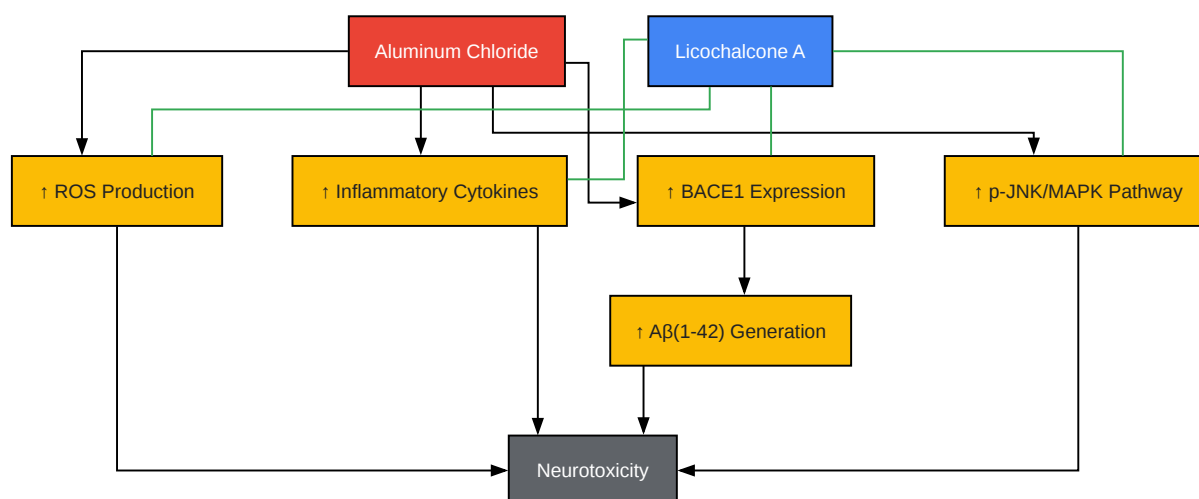 Aluminum Chloride
Licochalcone A
↑ ROS Production
↑ Inflammatory Cytokines
↑ BACE1 Expression
↑ p-JNK/MAPK Pathway
↑ Aβ(1-42) Generation
Neurotoxicity